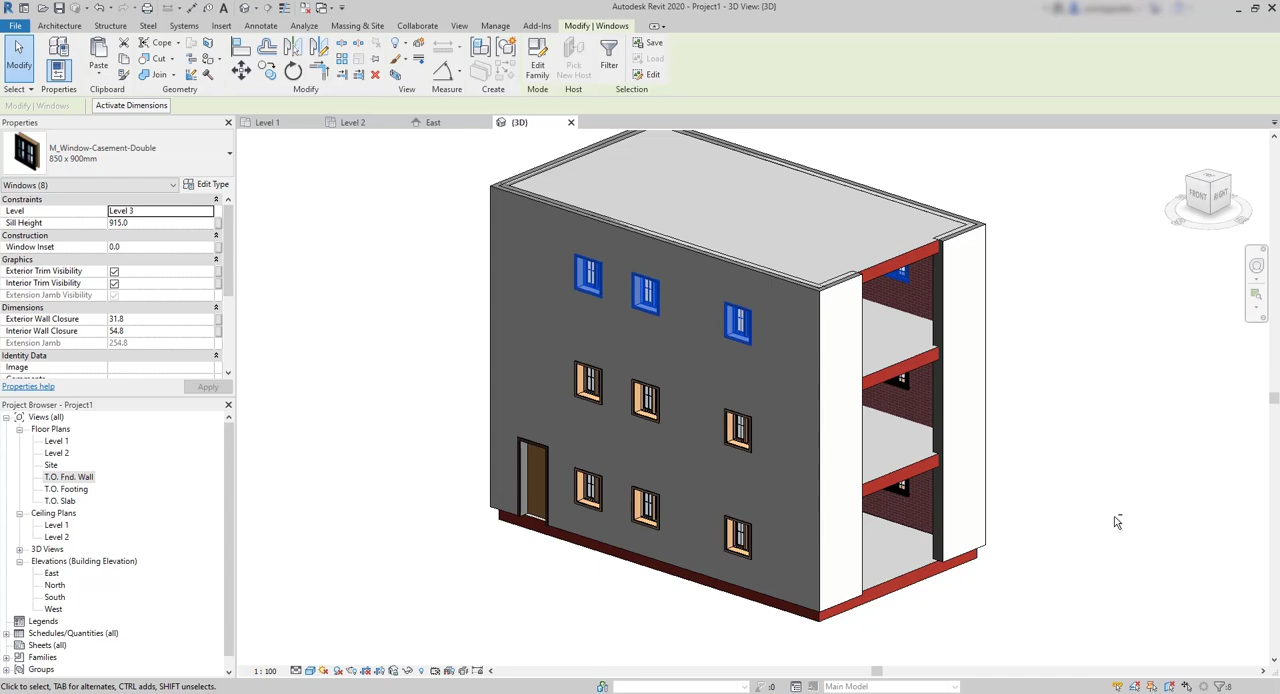 Autodesk Revit 2020 - Project1 - 3D View: {3D}
File Architecture Structure Steel Systems Insert Annotate Analyze Massing & Site Collaborate View Manage Add-Ins Modify | Windows
Modify
Select
Properties
Paste
Clipboard
Cope
Cut
Join
Geometry
Modify
View
Measure
Create
Edit Family
Mode
Pick New Host
Host
Filter
Save
Load
Edit
Selection
Modify | Windows
Activate Dimensions
Properties
Level 1
Level 2
East
{3D}
M_Window-Casement-Double
850 x 900mm
Windows (8)
Edit Type
Constraints
Level Level 3
Sill Height 915.0
Construction
Window Inset 0.0
Graphics
Exterior Trim Visibility
Interior Trim Visibility
Extension Jamb Visibility
Dimensions
Exterior Wall Closure 31.8
Interior Wall Closure 54.8
Extension Jamb 254.8
Identity Data
Image
Properties help
Apply
Project Browser - Project1
Views (all)
Floor Plans
Level 1
Level 2
Site
T.O. Fnd. Wall
T.O. Footing
T.O. Slab
Ceiling Plans
Level 1
Level 2
3D Views
Elevations (Building Elevation)
East
North
South
West
Legends
Schedules/Quantities (all)
Sheets (all)
Families
Groups
FRONT
RIGHT
1 : 100
Click to select, TAB for alternates, CTRL adds, SHIFT unselects.
:0
Main Model
:8